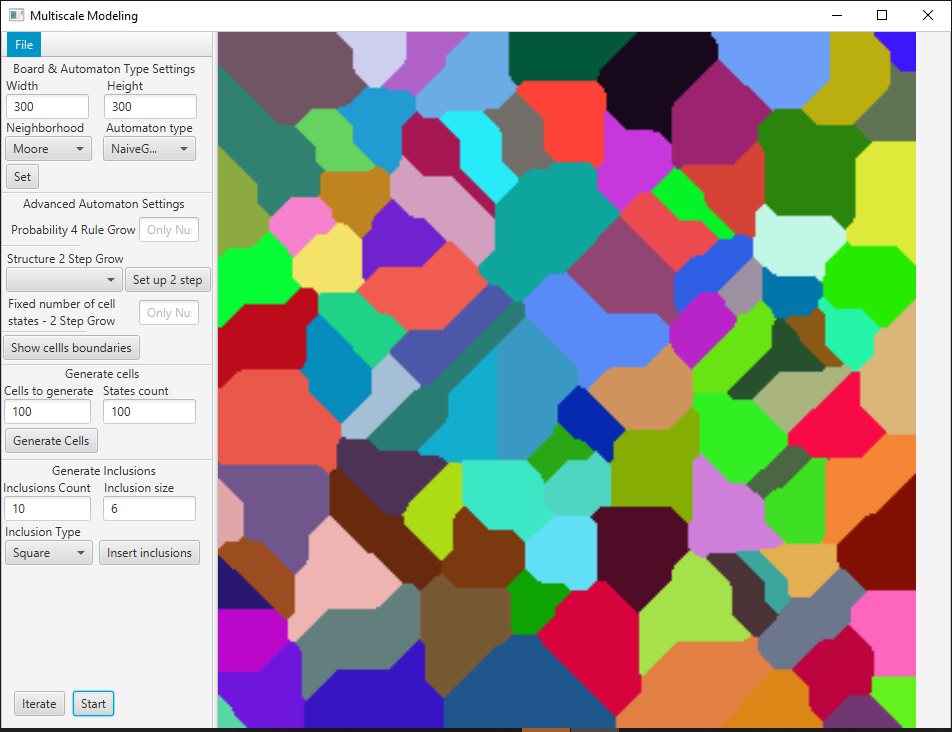 Multiscale Modeling
File
Board & Automaton Type Settings
Width Height
300 300
Neighborhood Automaton type
Moore NaiveG...
Set
Advanced Automaton Settings
Probability 4 Rule Grow Only Nu
Structure 2 Step Grow
Set up 2 step
Fixed number of cell
states - 2 Step Grow Only Nu
Show cellls boundaries
Generate cells
Cells to generate States count
100 100
Generate Cells
Generate Inclusions
Inclusions Count Inclusion size
10 6
Inclusion Type
Square Insert inclusions
Iterate Start